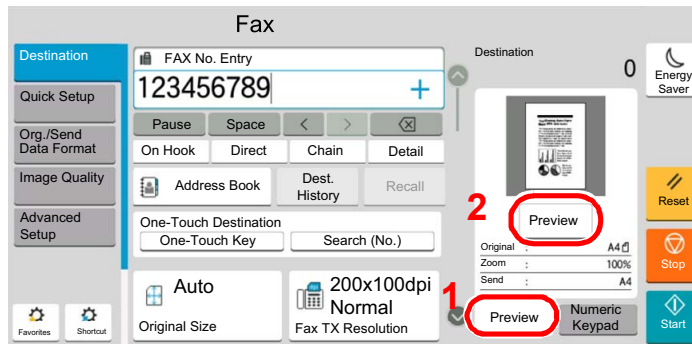 Fax
Destination
Quick Setup
Org./Send
Data Format
Image Quality
Advanced
Setup
Favorites
Shortcut
FAX No. Entry
123456789
+
Pause
Space
<
>
On Hook
Direct
Chain
Detail
Address Book
Dest.
History
Recall
One-Touch Destination
One-Touch Key
Search (No.)
Auto
Original Size
200x100dpi
Normal
Fax TX Resolution
Destination
0
2
Preview
Original : A4
Zoom : 100%
Send : A4
1
Preview
Numeric
Keypad
Energy
Saver
Reset
Stop
Start